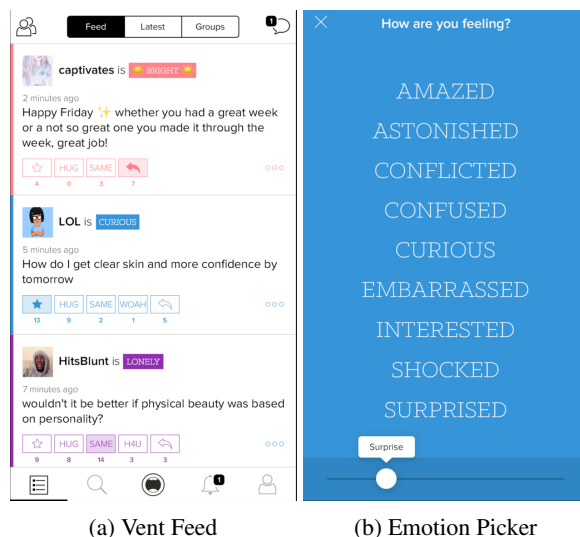 Feed Latest Groups 1
captivates is BRIGHT
2 minutes ago
Happy Friday ✨ whether you had a great week
or a not so great one you made it through the
week, great job!
HUG SAME
4 0 3 7
LOL is CURIOUS
5 minutes ago
How do I get clear skin and more confidence by
tomorrow
HUG SAME WOAH
13 9 2 1 5
HitsBlunt is LONELY
7 minutes ago
wouldn't it be better if physical beauty was based
on personality?
HUG SAME H4U
9 8 14 3 3
1
(a) Vent Feed
How are you feeling?
AMAZED
ASTONISHED
CONFLICTED
CONFUSED
CURIOUS
EMBARRASSED
INTERESTED
SHOCKED
SURPRISED
Surprise
(b) Emotion Picker